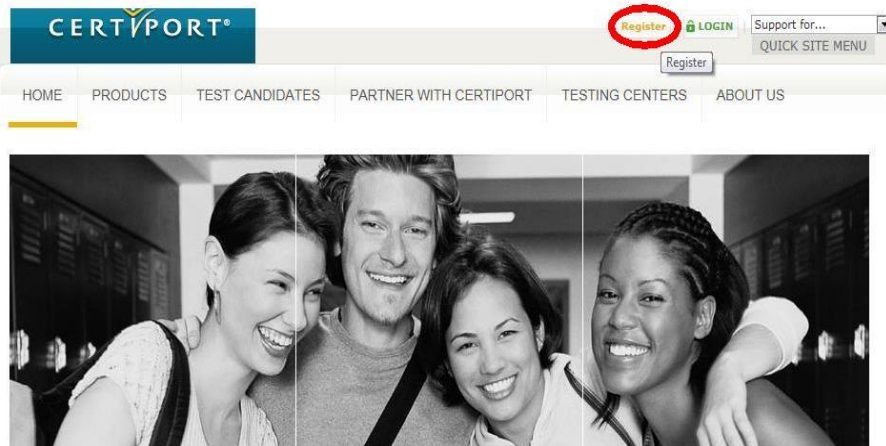 CERTIPORT®
Register
LOGIN
Support for...
QUICK SITE MENU
Register
HOME
PRODUCTS
TEST CANDIDATES
PARTNER WITH CERTIPORT
TESTING CENTERS
ABOUT US